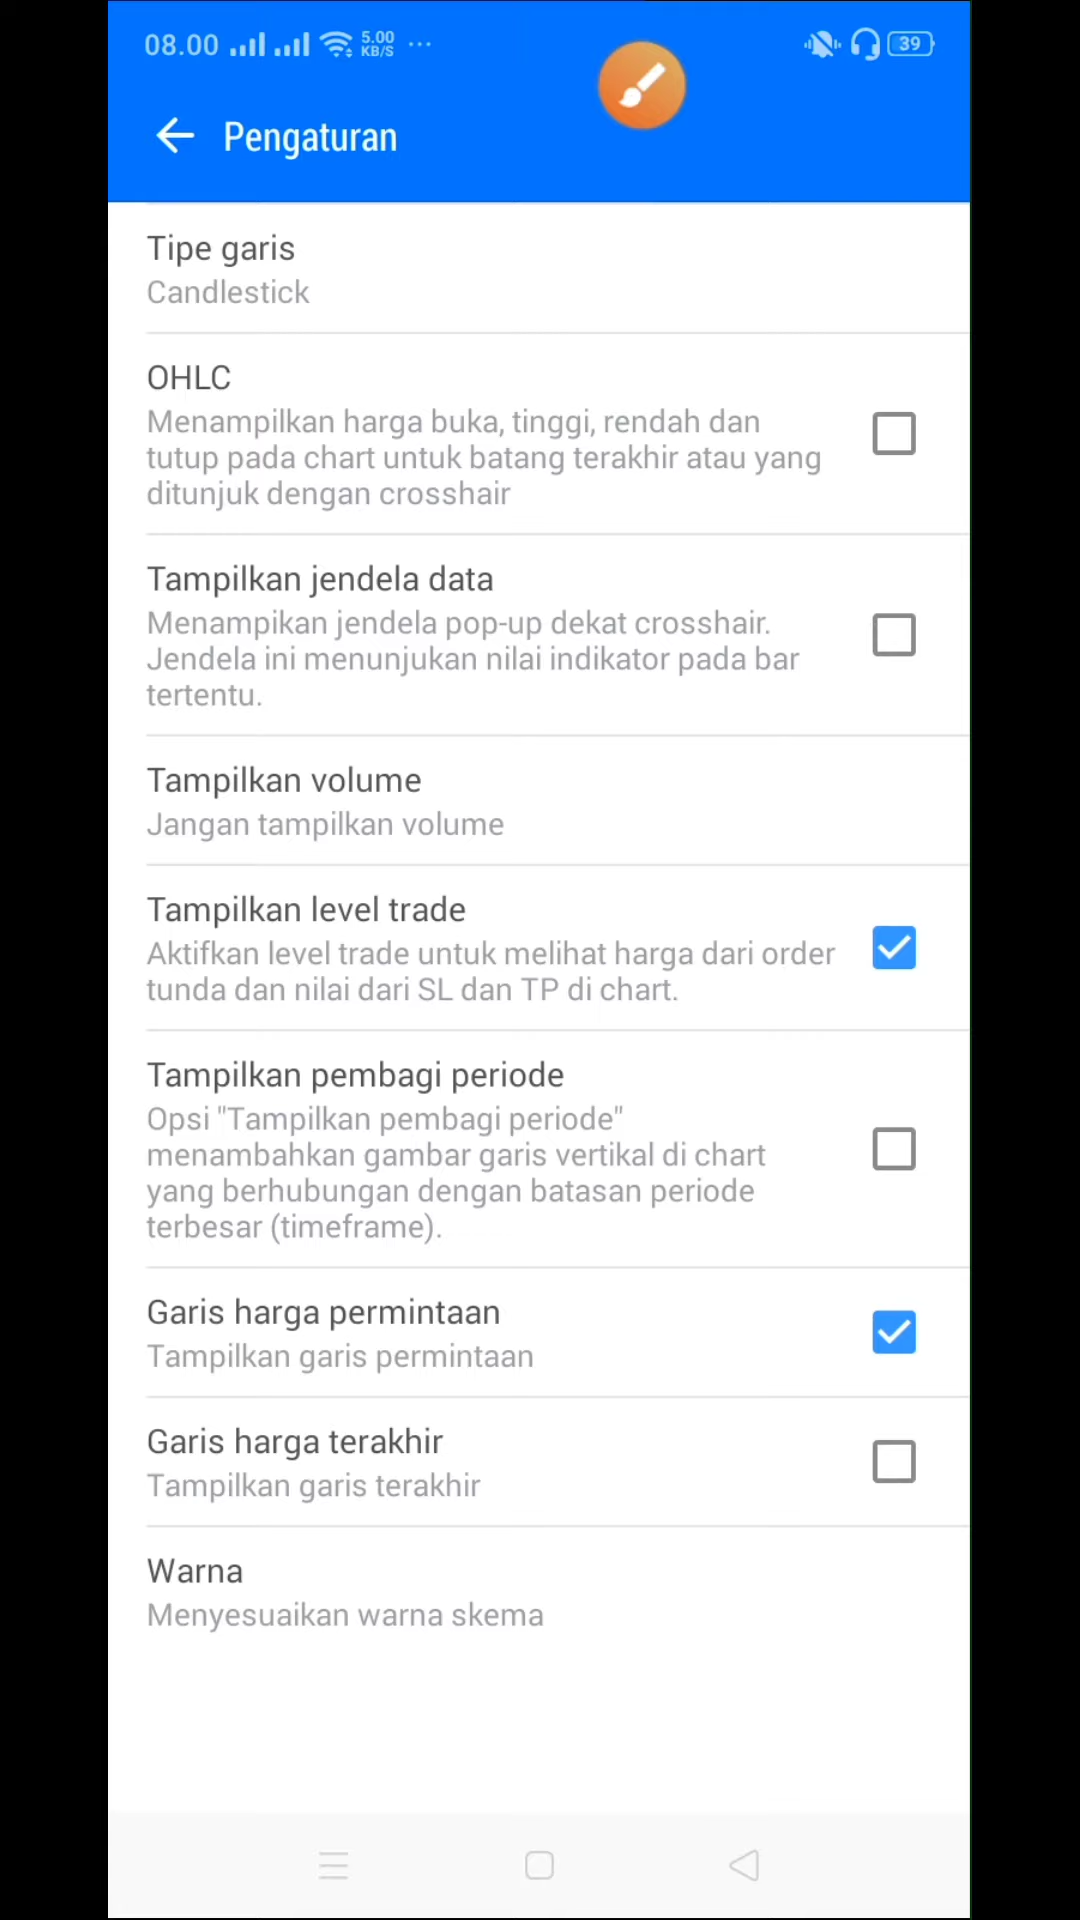 08.00 5.00 KB/S ... 39
Pengaturan
Tipe garis
Candlestick
OHLC
Menampilkan harga buka, tinggi, rendah dan
tutup pada chart untuk batang terakhir atau yang
ditunjuk dengan crosshair
Tampilkan jendela data
Menampikan jendela pop-up dekat crosshair.
Jendela ini menunjukan nilai indikator pada bar
tertentu.
Tampilkan volume
Jangan tampilkan volume
Tampilkan level trade
Aktifkan level trade untuk melihat harga dari order
tunda dan nilai dari SL dan TP di chart.
Tampilkan pembagi periode
Opsi "Tampilkan pembagi periode"
menambahkan gambar garis vertikal di chart
yang berhubungan dengan batasan periode
terbesar (timeframe).
Garis harga permintaan
Tampilkan garis permintaan
Garis harga terakhir
Tampilkan garis terakhir
Warna
Menyesuaikan warna skema